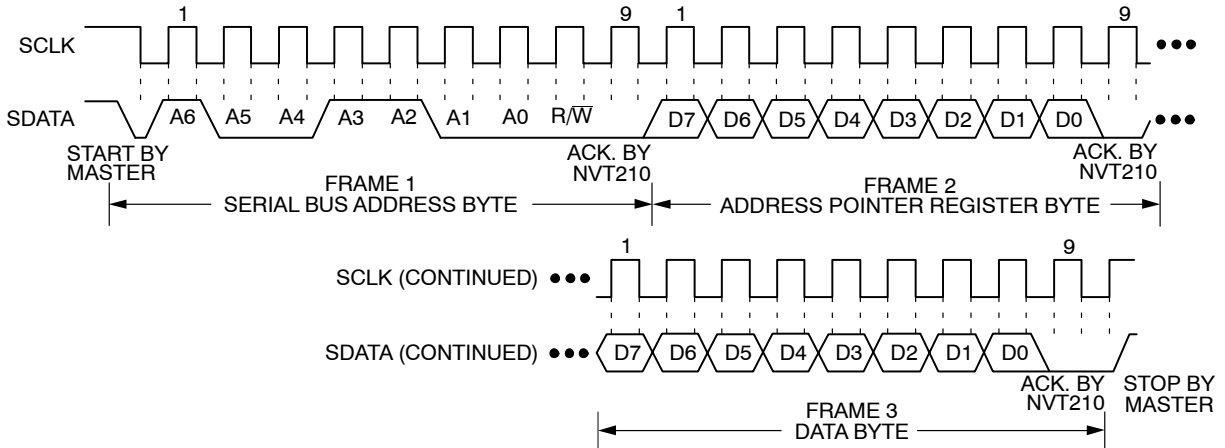 1 9 1 9
SCLK
SDATA A6 A5 A4 A3 A2 A1 A0 R/W̅ D7 D6 D5 D4 D3 D2 D1 D0
START BY
MASTER
ACK. BY
NVT210
ACK. BY
NVT210
FRAME 1
SERIAL BUS ADDRESS BYTE
FRAME 2
ADDRESS POINTER REGISTER BYTE
1 9
SCLK (CONTINUED)
SDATA (CONTINUED) D7 D6 D5 D4 D3 D2 D1 D0
ACK. BY
NVT210
STOP BY
MASTER
FRAME 3
DATA BYTE